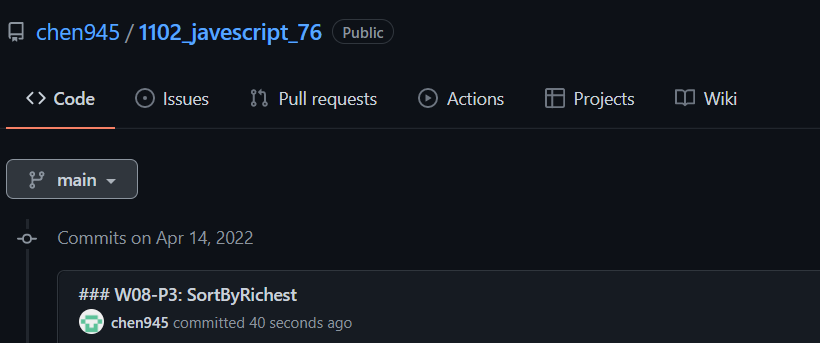 chen945 / 1102_javescript_76 Public
Code Issues Pull requests Actions Projects Wiki
main
Commits on Apr 14, 2022
### W08-P3: SortByRichest
chen945 committed 40 seconds ago